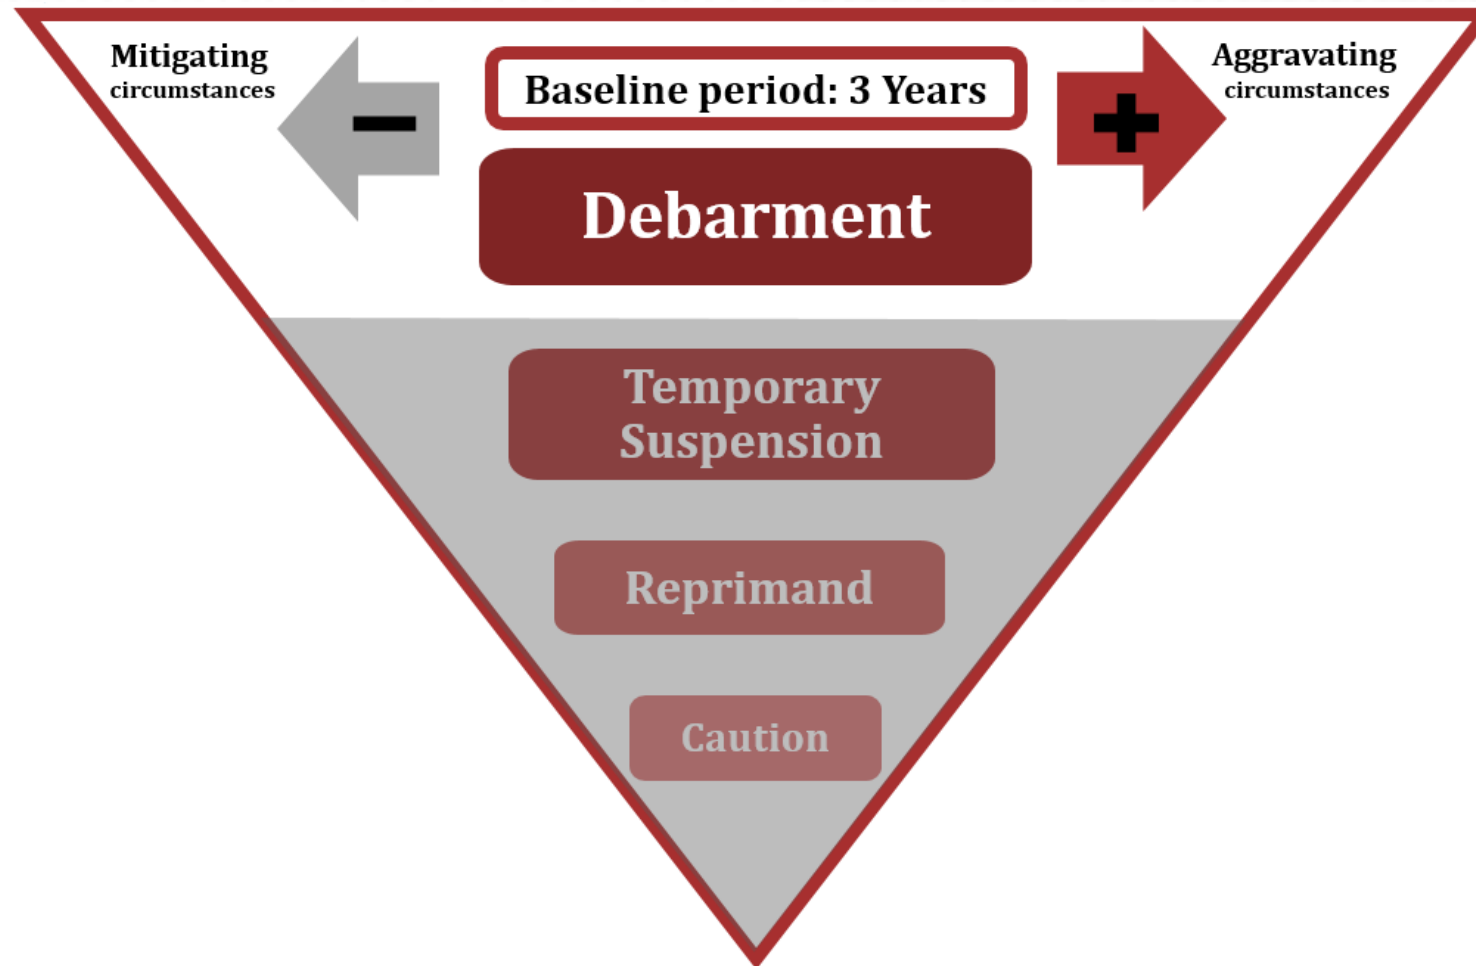 Mitigating
circumstances
Baseline period: 3 Years
Aggravating
circumstances
Debarment
Temporary
Suspension
Reprimand
Caution